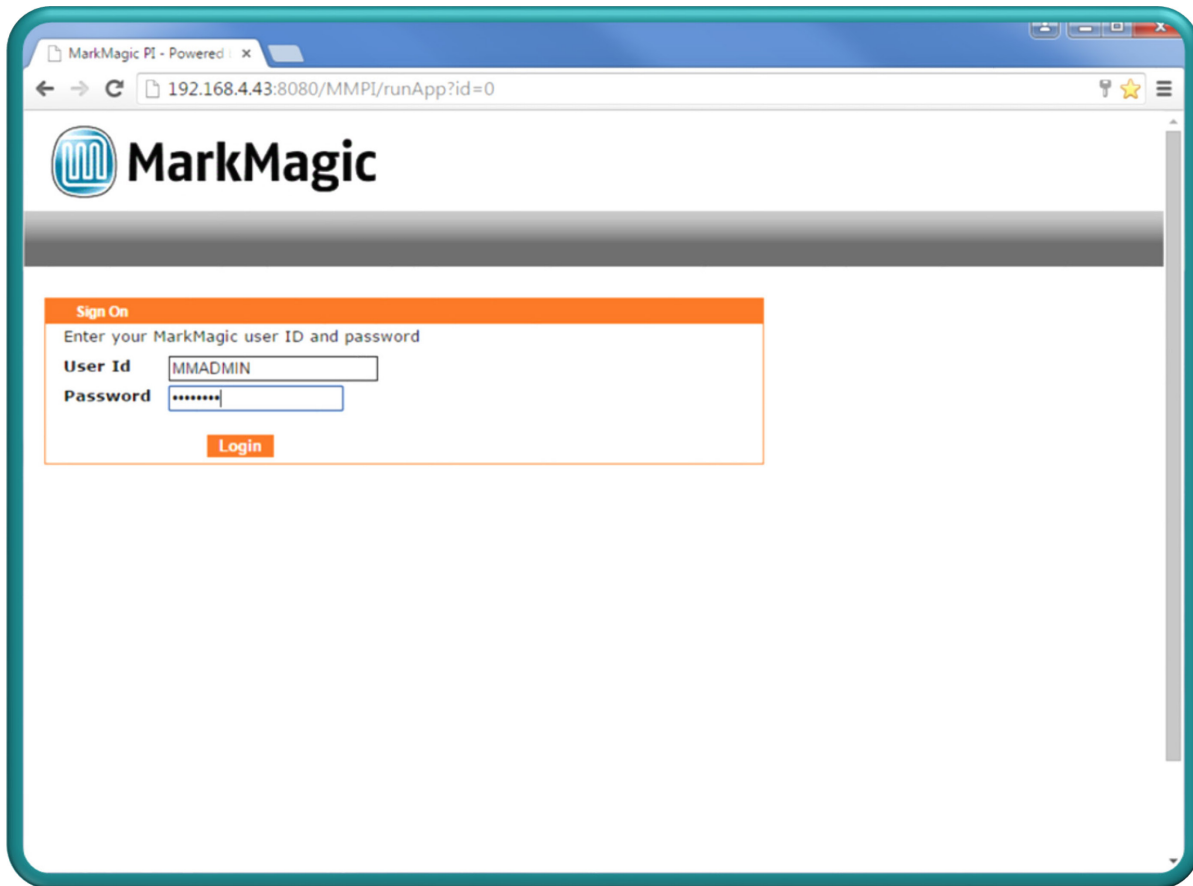 MarkMagic PI - Powered
192.168.4.43:8080/MMPI/runApp?id=0
MarkMagic
Sign On
Enter your MarkMagic user ID and password
User Id MMADMIN
Password ••••••••
Login